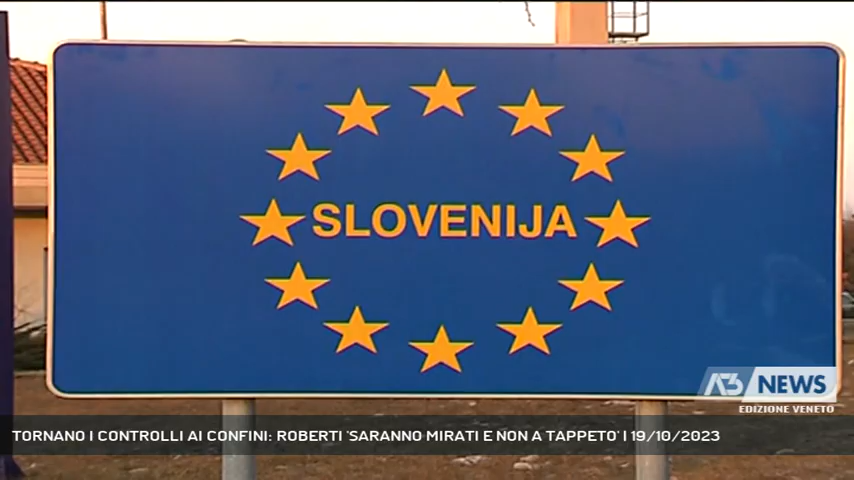 SLOVENIJA
A3 NEWS
EDIZIONE VENETO
TORNANO I CONTROLLI AI CONFINI: ROBERTI 'SARANNO MIRATI E NON A TAPPETO' | 19/10/2023